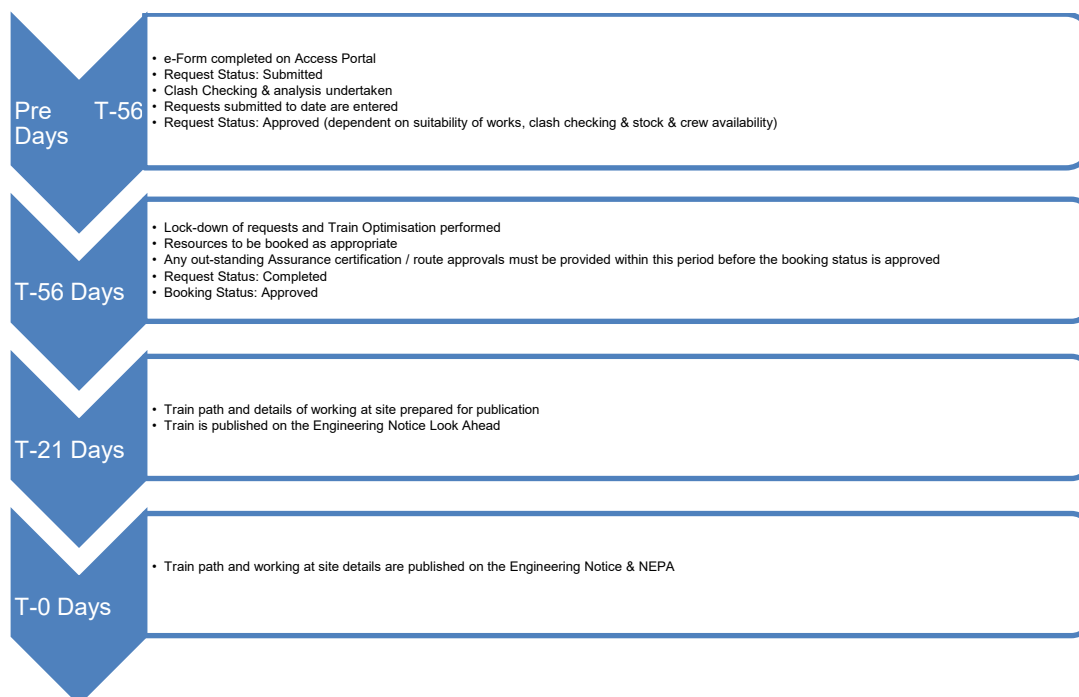 Pre T-56
Days
• e-Form completed on Access Portal
• Request Status: Submitted
• Clash Checking & analysis undertaken
• Requests submitted to date are entered
• Request Status: Approved (dependent on suitability of works, clash checking & stock & crew availability)
T-56 Days
• Lock-down of requests and Train Optimisation performed
• Resources to be booked as appropriate
• Any out-standing Assurance certification / route approvals must be provided within this period before the booking status is approved
• Request Status: Completed
• Booking Status: Approved
T-21 Days
• Train path and details of working at site prepared for publication
• Train is published on the Engineering Notice Look Ahead
T-0 Days
• Train path and working at site details are published on the Engineering Notice & NEPA